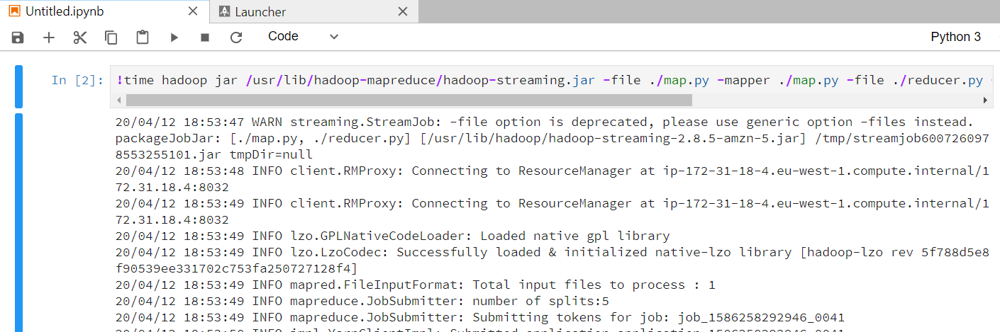 Untitled.ipynb
Launcher
Code
Python 3
In [2]:
!time hadoop jar /usr/lib/hadoop-mapreduce/hadoop-streaming.jar -file ./map.py -mapper ./map.py -file ./reducer.py -
20/04/12 18:53:47 WARN streaming.StreamJob: -file option is deprecated, please use generic option -files instead.
packageJobJar: [./map.py, ./reducer.py] [/usr/lib/hadoop/hadoop-streaming-2.8.5-amzn-5.jar] /tmp/streamjob600726097
8553255101.jar tmpDir=null
20/04/12 18:53:48 INFO client.RMProxy: Connecting to ResourceManager at ip-172-31-18-4.eu-west-1.compute.internal/1
72.31.18.4:8032
20/04/12 18:53:49 INFO client.RMProxy: Connecting to ResourceManager at ip-172-31-18-4.eu-west-1.compute.internal/1
72.31.18.4:8032
20/04/12 18:53:49 INFO lzo.GPLNativeCodeLoader: Loaded native gpl library
20/04/12 18:53:49 INFO lzo.LzoCodec: Successfully loaded & initialized native-lzo library [hadoop-lzo rev 5f788d5e8
f90539ee331702c753fa250727128f4]
20/04/12 18:53:49 INFO mapred.FileInputFormat: Total input files to process : 1
20/04/12 18:53:49 INFO mapreduce.JobSubmitter: number of splits:5
20/04/12 18:53:49 INFO mapreduce.JobSubmitter: Submitting tokens for job: job_1586258292946_0041